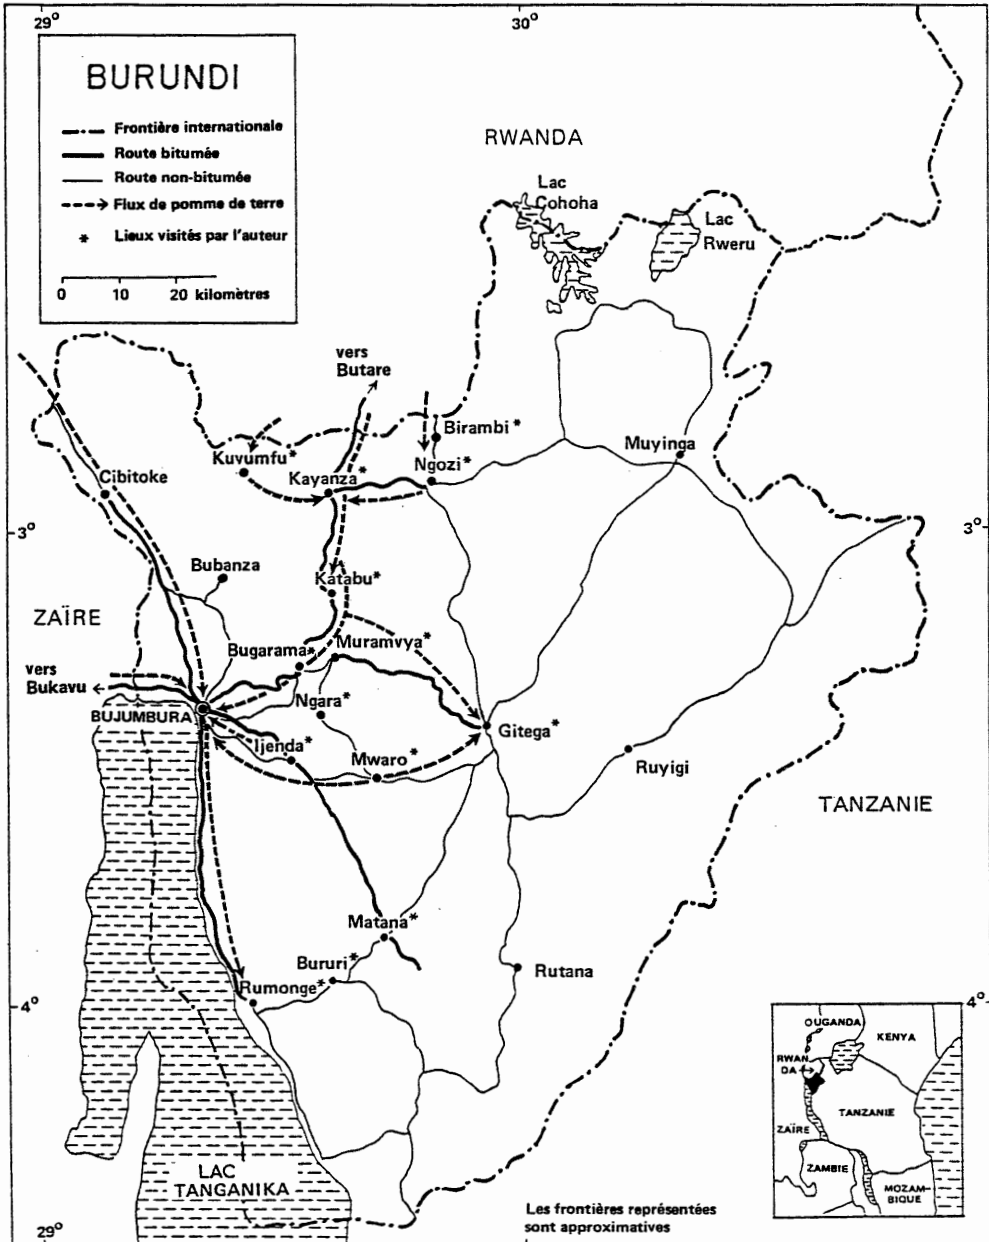 29°
30°
BURUNDI
Frontière internationale
Route bitumée
Route non-bitumée
Flux de pomme de terre
* Lieux visités par l'auteur
0 10 20 kilomètres
RWANDA
Lac
Cohoha
Lac
Rweru
vers
Butare
Birambi*
Kuvumfu*
Kayanza*
Ngozi*
Muyinga
Cibitoke
3°
3°
Bubanza
Katabu*
ZAÏRE
Bugarama*
Muramvya*
vers
Bukavu
BUJUMBURA
Ngara*
Gitega*
Ijenda*
Mwaro*
Ruyigi
TANZANIE
Matana*
Bururi*
Rumonge*
Rutana
4°
4°
OUGANDA
KENYA
RWAN
DA
TANZANIE
ZAÏRE
ZAMBIE
MOZAM-
BIQUE
LAC
TANGANIKA
Les frontières représentées
sont approximatives
29°